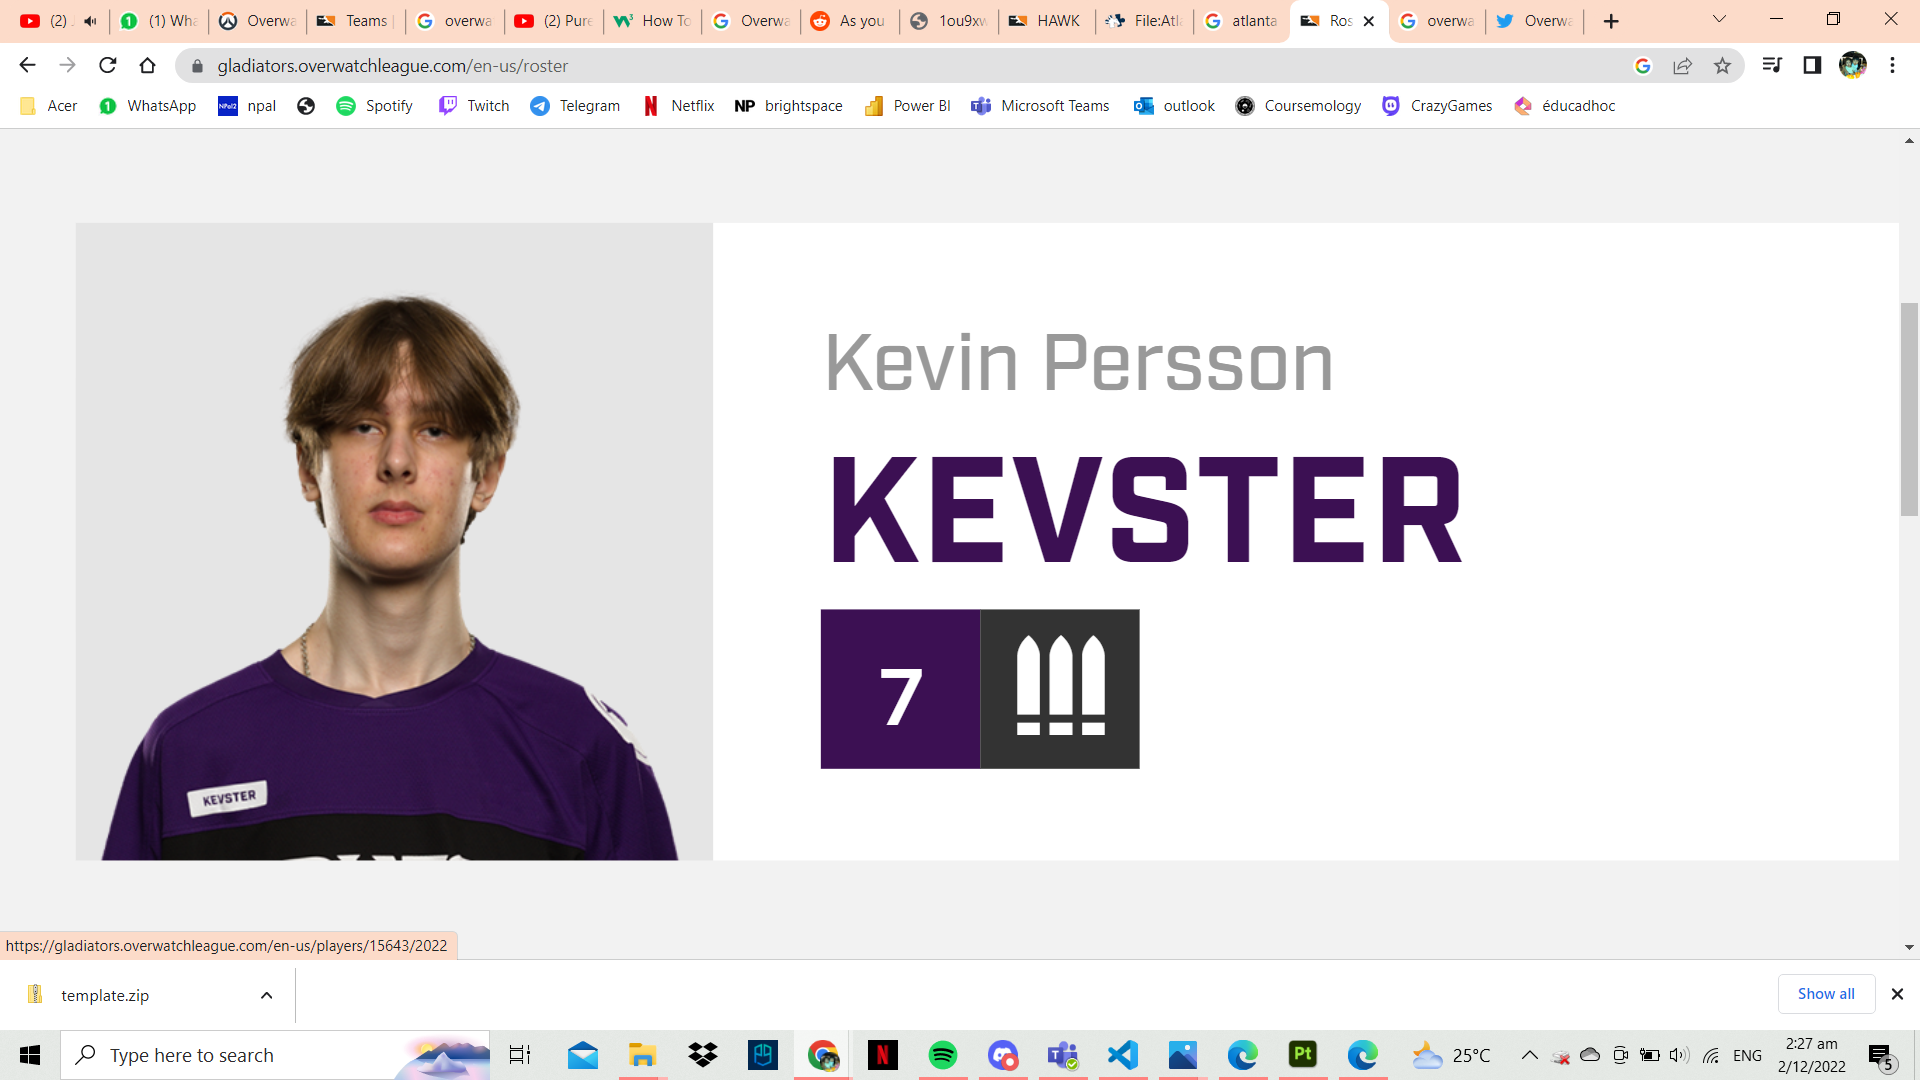 (2) J
(1) Wha
Overwa
Teams |
overwa
(2) Pure
How To
Overwa
As you
1ou9xw
HAWK
File:Atla
atlanta
Ros
overwa
Overwa
gladiators.overwatchleague.com/en-us/roster
Acer
WhatsApp
NPal2
npal
Spotify
Twitch
Telegram
Netflix
NP brightspace
Power BI
Microsoft Teams
outlook
Coursemology
CrazyGames
éducadhoc
Kevin Persson
KEVSTER
7
KEVSTER
https://gladiators.overwatchleague.com/en-us/players/15643/2022
template.zip
Show all
Type here to search
Pt
25°C
ENG
2:27 am
2/12/2022
5